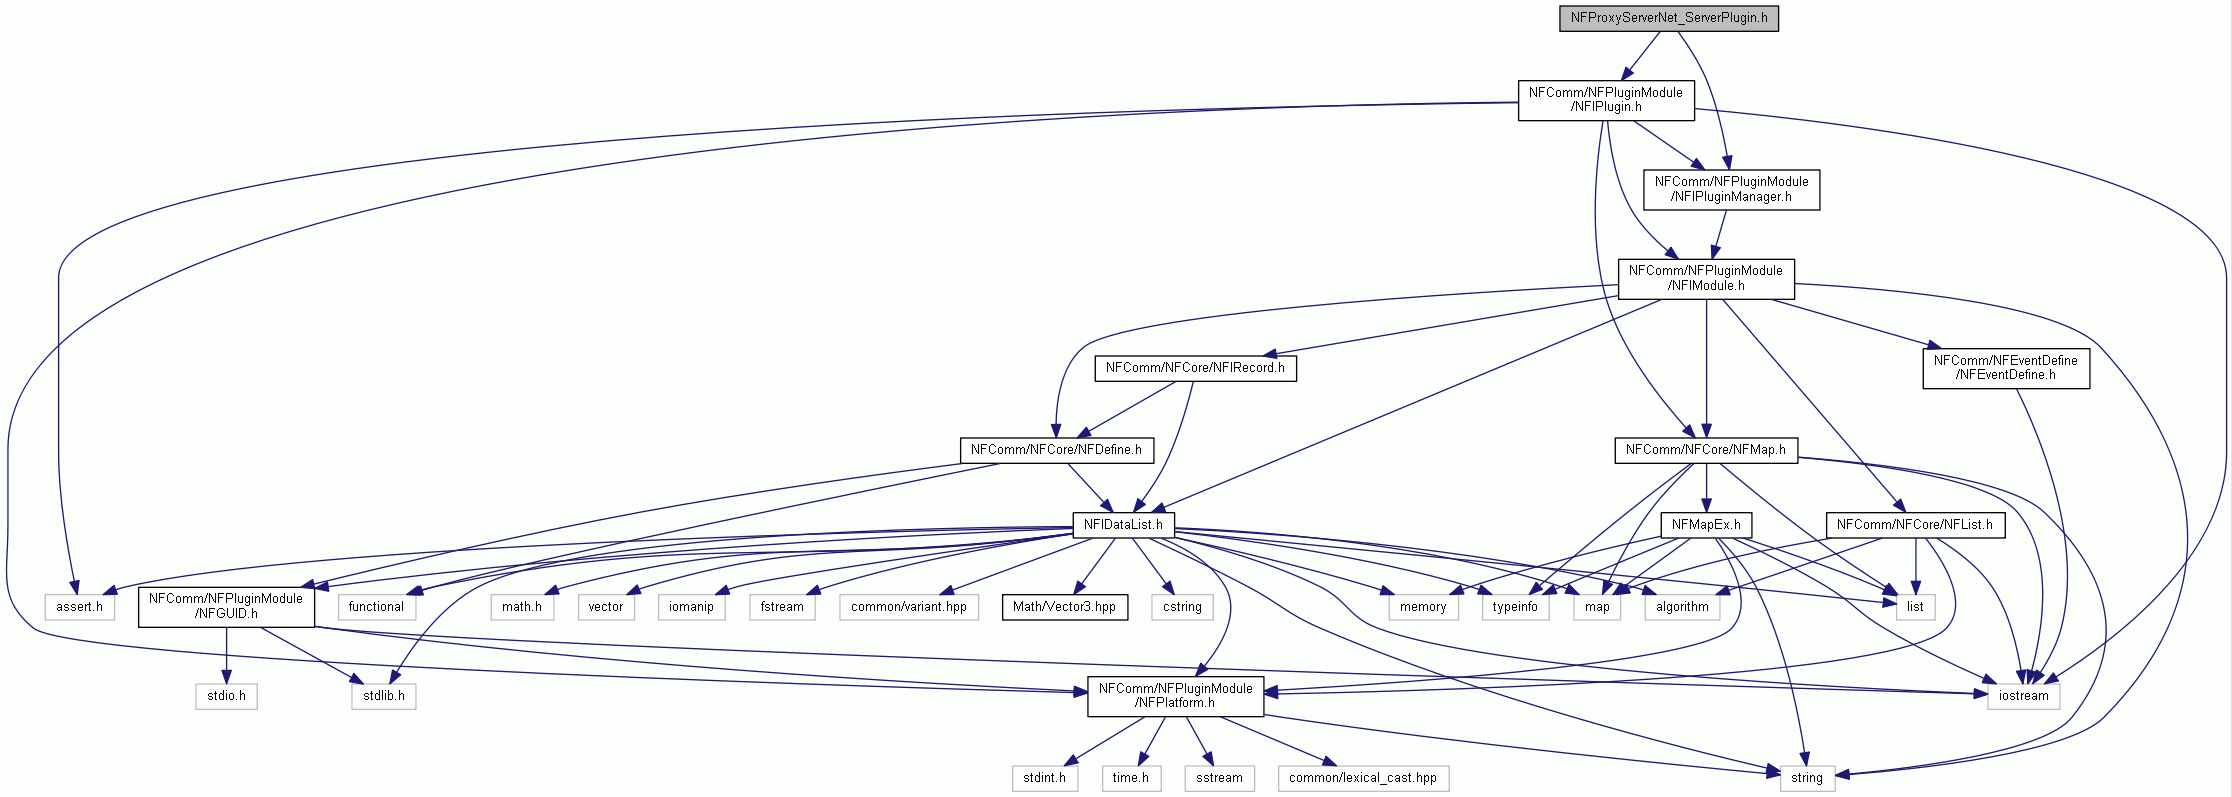 NFProxyServerNet_ServerPlugin.h
NFComm/NFPluginModule
/NFIPlugin.h
NFComm/NFPluginModule
/NFIPluginManager.h
NFComm/NFPluginModule
/NFIModule.h
NFComm/NFCore/NFIRecord.h
NFComm/NFEventDefine
/NFEventDefine.h
NFComm/NFCore/NFDefine.h
NFComm/NFCore/NFMap.h
NFIDataList.h
NFMapEx.h
NFComm/NFCore/NFList.h
assert.h
NFComm/NFPluginModule
/NFGUID.h
functional
math.h
vector
iomanip
fstream
common/variant.hpp
Math/Vector3.hpp
cstring
memory
typeinfo
map
algorithm
list
stdio.h
stdlib.h
NFComm/NFPluginModule
/NFPlatform.h
iostream
stdint.h
time.h
sstream
common/lexical_cast.hpp
string